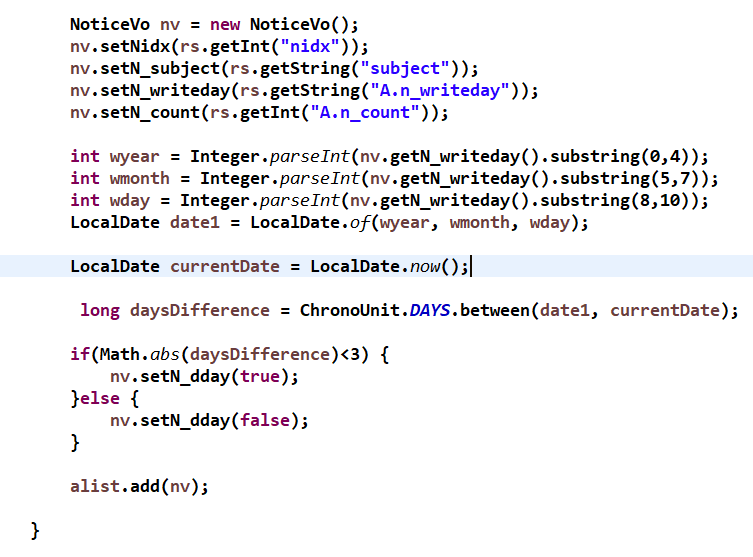 NoticeVo nv = new NoticeVo();
nv.setNidx(rs.getInt("nidx"));
nv.setN_subject(rs.getString("subject"));
nv.setN_writeday(rs.getString("A.n_writeday"));
nv.setN_count(rs.getInt("A.n_count"));
int wyear = Integer.parseInt(nv.getN_writeday().substring(0,4));
int wmonth = Integer.parseInt(nv.getN_writeday().substring(5,7));
int wday = Integer.parseInt(nv.getN_writeday().substring(8,10));
LocalDate date1 = LocalDate.of(wyear, wmonth, wday);
LocalDate currentDate = LocalDate.now();
long daysDifference = ChronoUnit.DAYS.between(date1, currentDate);
if(Math.abs(daysDifference)<3) {
nv.setN_dday(true);
}else {
nv.setN_dday(false);
}
alist.add(nv);
}